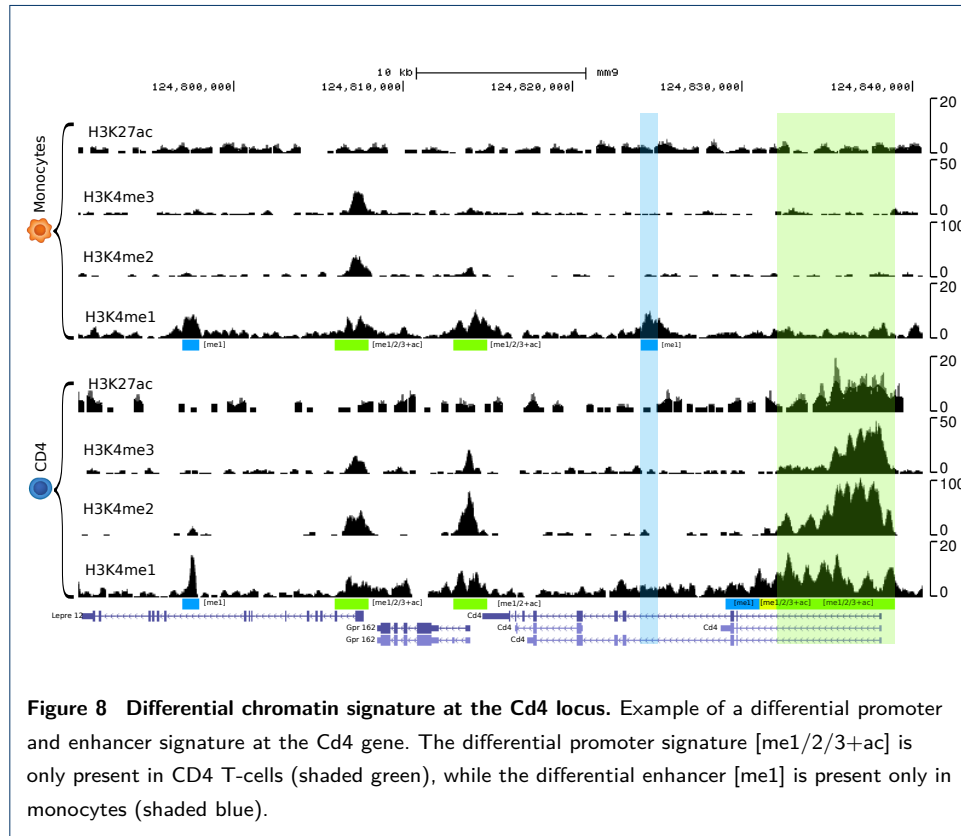 10 kb mm9
124,800,000 124,810,000 124,820,000 124,830,000 124,840,000
20
H3K27ac
0
50
H3K4me3
0
100
H3K4me2
0
20
H3K4me1
0
Monocytes
[me1] [me1/2/3+ac] [me1/2/3+ac] [me1]
20
H3K27ac
0
50
H3K4me3
0
100
H3K4me2
0
20
H3K4me1
0
CD4
[me1] [me1/2/3+ac] [me1/2+ac] [me1] [me1/2/3+ac] [me1/2/3+ac]
Lepre 12 Cd4
Gpr 162 Cd4 Cd4
Gpr 162 Cd4
Figure 8 Differential chromatin signature at the Cd4 locus. Example of a differential promoter
and enhancer signature at the Cd4 gene. The differential promoter signature [me1/2/3+ac] is
only present in CD4 T-cells (shaded green), while the differential enhancer [me1] is present only in
monocytes (shaded blue).